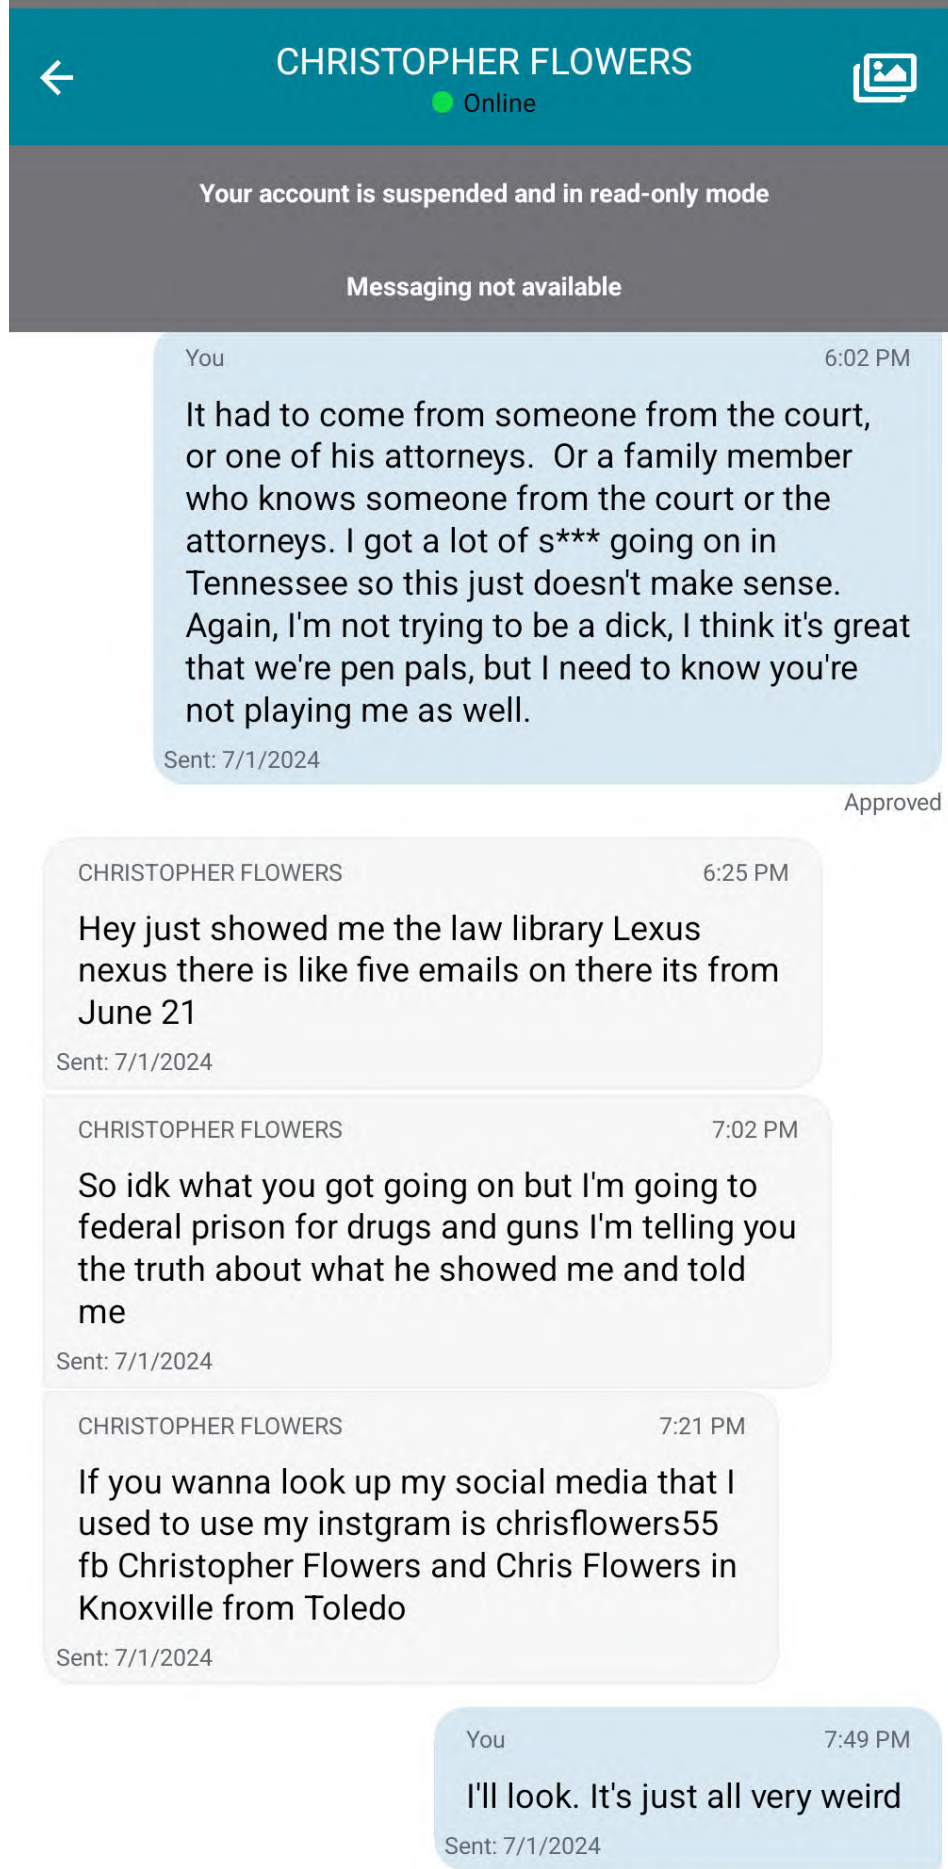 CHRISTOPHER FLOWERS
Online
Your account is suspended and in read-only mode
Messaging not available
You 6:02 PM
It had to come from someone from the court,
or one of his attorneys.  Or a family member
who knows someone from the court or the
attorneys. I got a lot of s*** going on in
Tennessee so this just doesn't make sense.
Again, I'm not trying to be a dick, I think it's great
that we're pen pals, but I need to know you're
not playing me as well.
Sent: 7/1/2024
Approved
CHRISTOPHER FLOWERS 6:25 PM
Hey just showed me the law library Lexus
nexus there is like five emails on there its from
June 21
Sent: 7/1/2024
CHRISTOPHER FLOWERS 7:02 PM
So idk what you got going on but I'm going to
federal prison for drugs and guns I'm telling you
the truth about what he showed me and told
me
Sent: 7/1/2024
CHRISTOPHER FLOWERS 7:21 PM
If you wanna look up my social media that I
used to use my instgram is chrisflowers55
fb Christopher Flowers and Chris Flowers in
Knoxville from Toledo
Sent: 7/1/2024
You 7:49 PM
I'll look. It's just all very weird
Sent: 7/1/2024